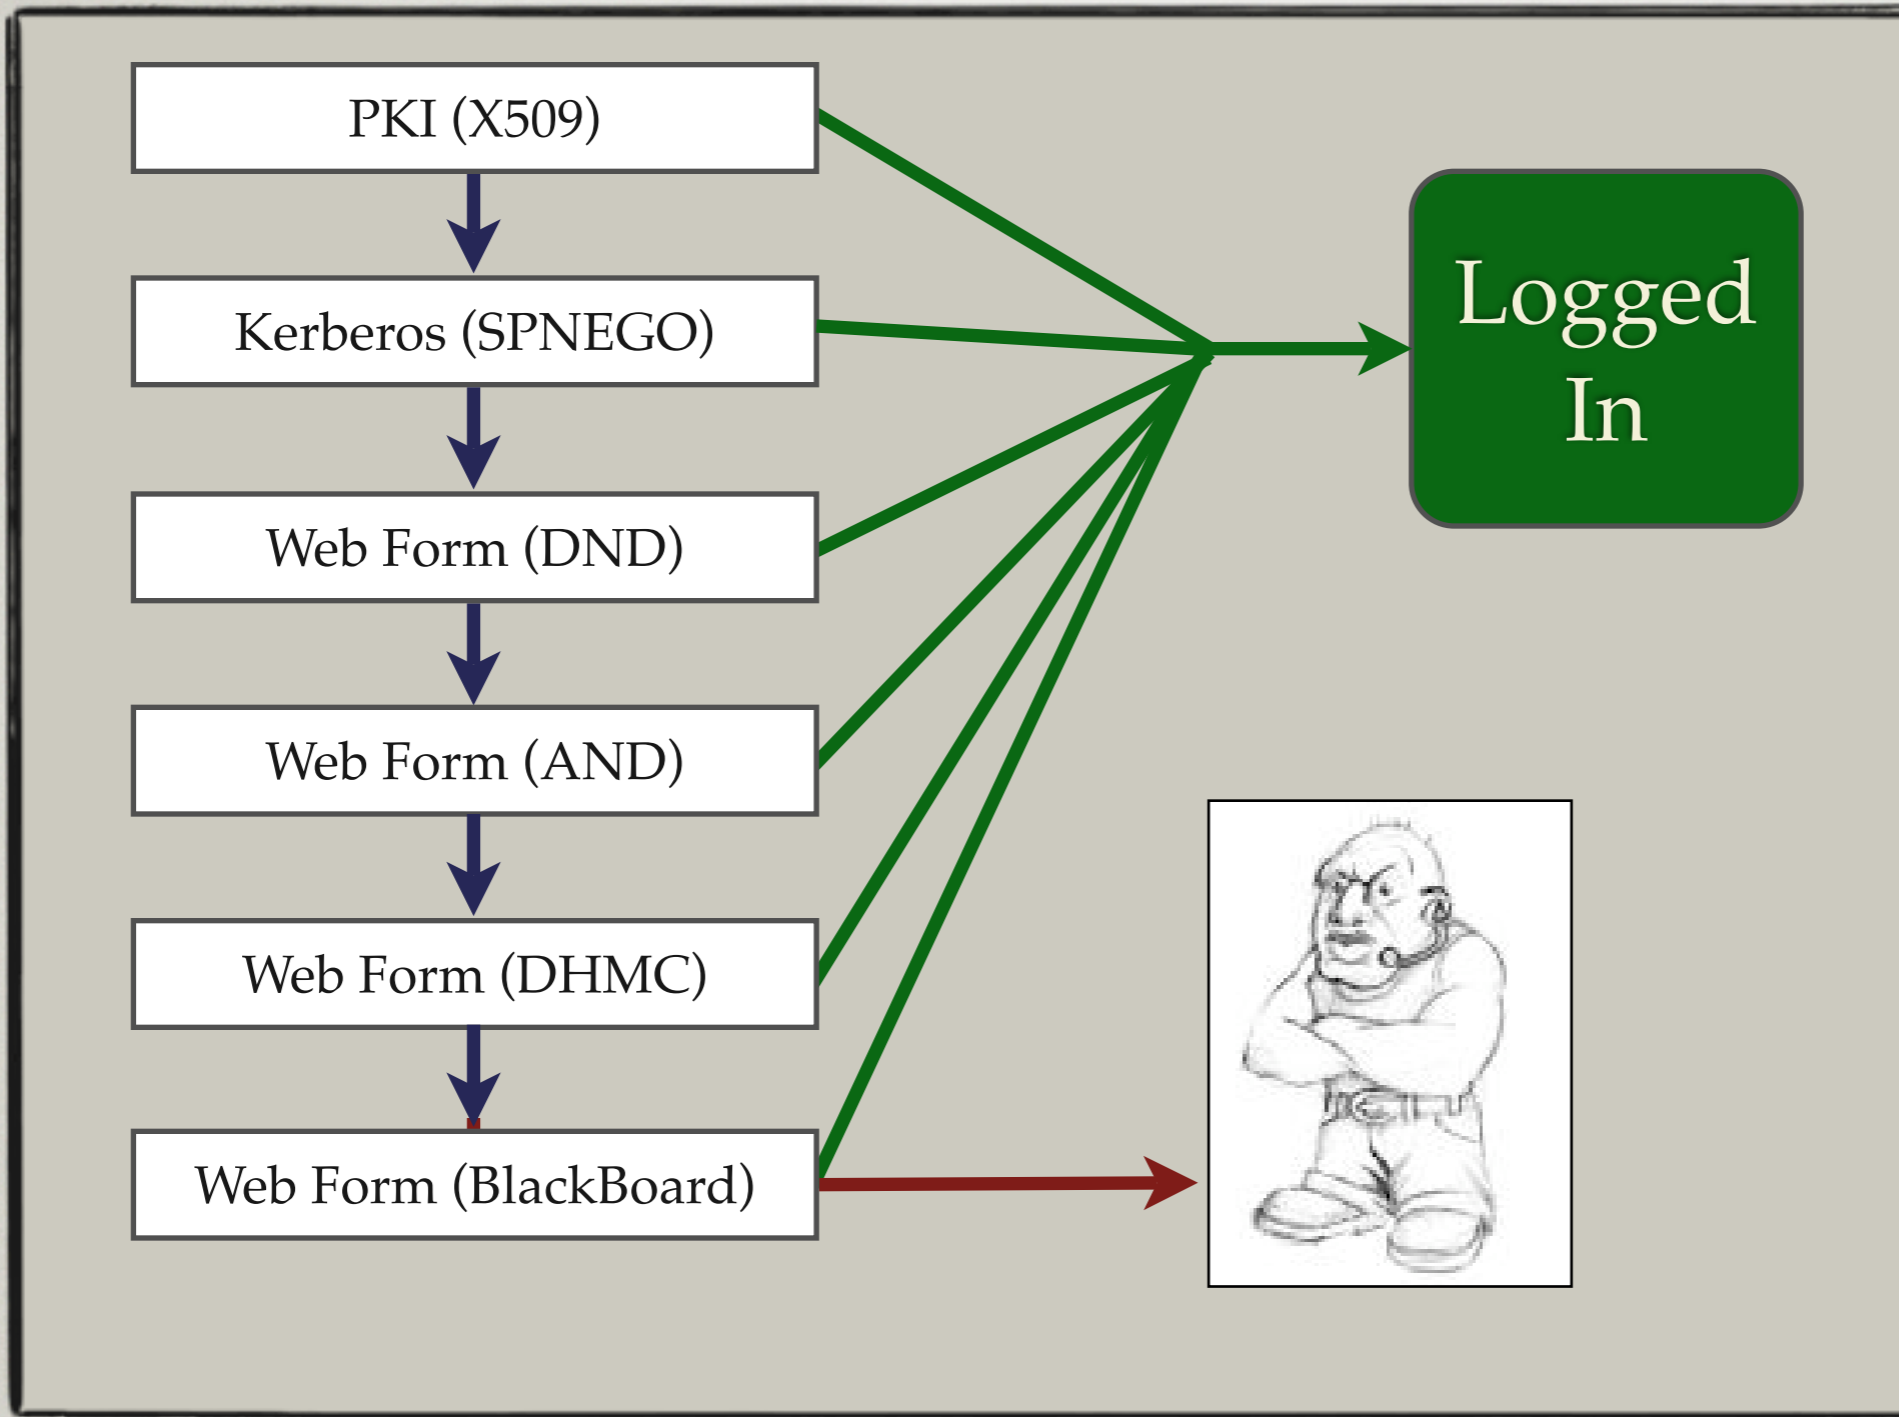 PKI (X509)
Kerberos (SPNEGO)
Web Form (DND)
Web Form (AND)
Web Form (DHMC)
Web Form (BlackBoard)
Logged
In